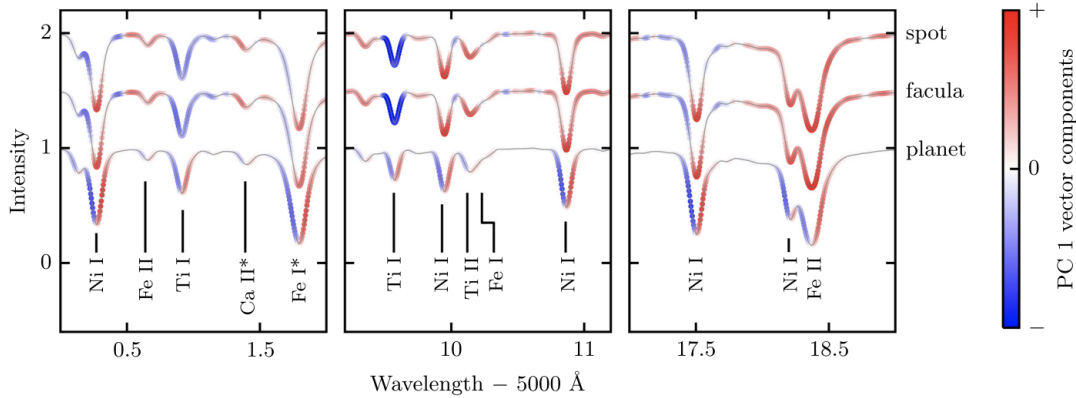 2
1
0
Intensity
spot
facula
planet
Ni I
Fe II
Ti I
Ca II*
Fe I*
Ti I
Ni I
Ti II
Fe I
Ni I
Ni I
Ni I
Fe II
0.5
1.5
10
11
17.5
18.5
Wavelength − 5000 Å
+
0
−
PC 1 vector components